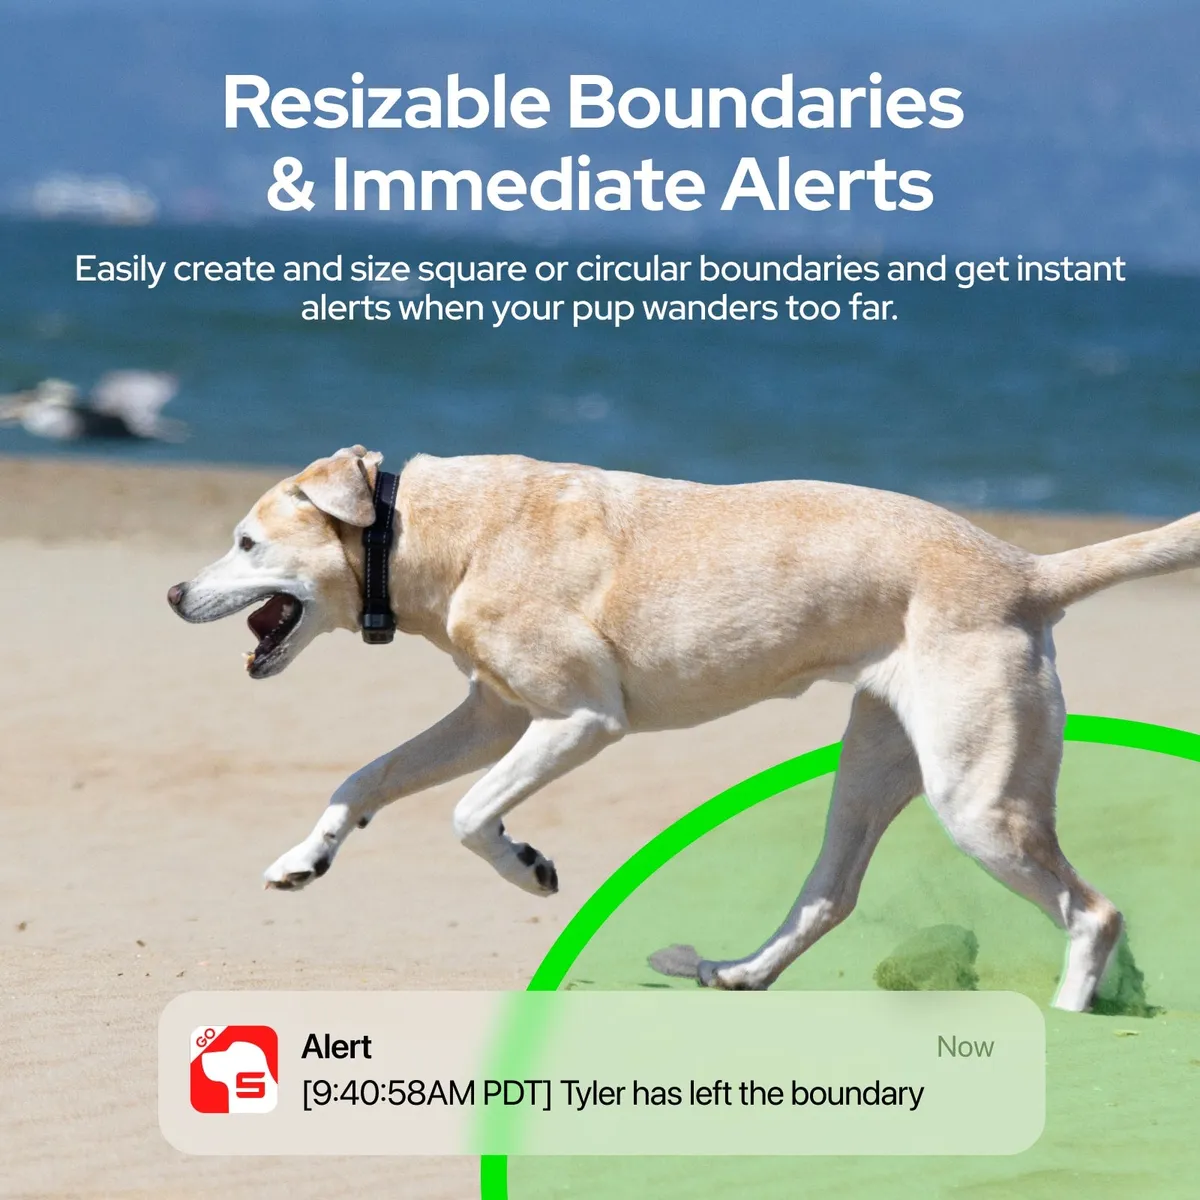 Resizable Boundaries
& Immediate Alerts
Easily create and size square or circular boundaries and get instant
alerts when your pup wanders too far.
GO
S
Alert
Now
[9:40:58AM PDT] Tyler has left the boundary